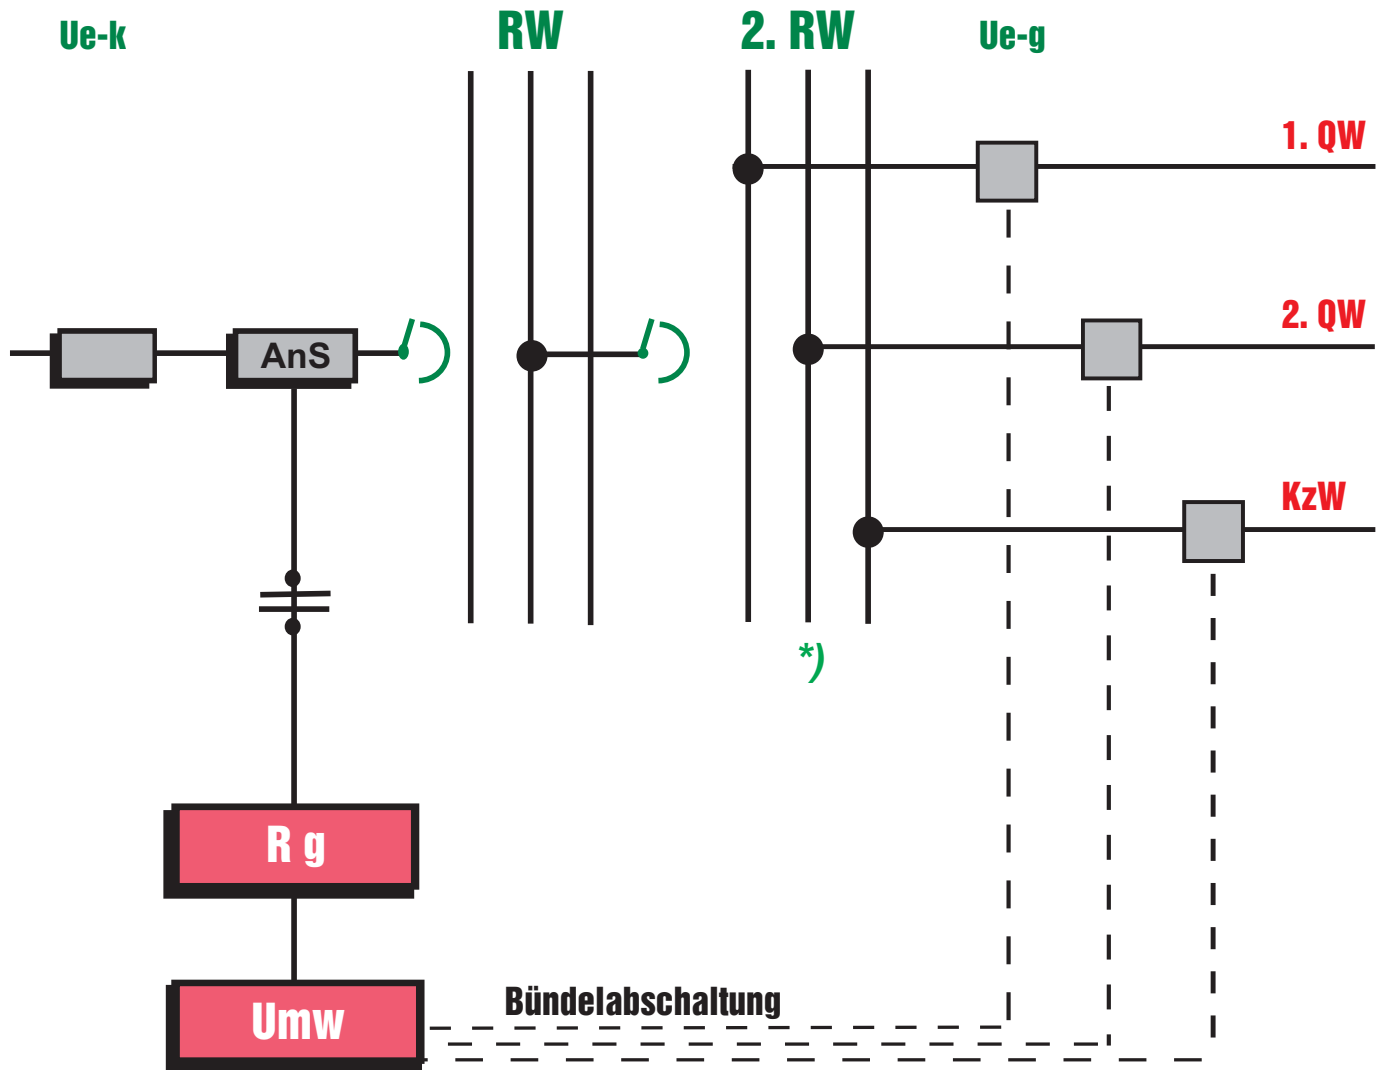 Ue-k
RW
2. RW
Ue-g
1. QW
2. QW
AnS
KzW
*)
R g
Bündelabschaltung
Umw